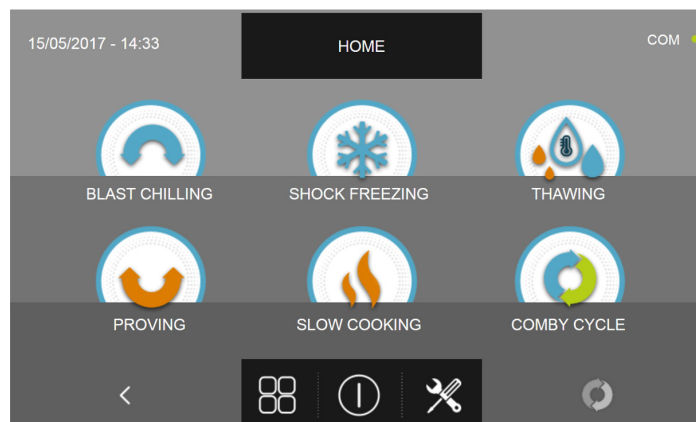 15/05/2017 - 14:33
HOME
COM
BLAST CHILLING
SHOCK FREEZING
THAWING
PROVING
SLOW COOKING
COMBY CYCLE